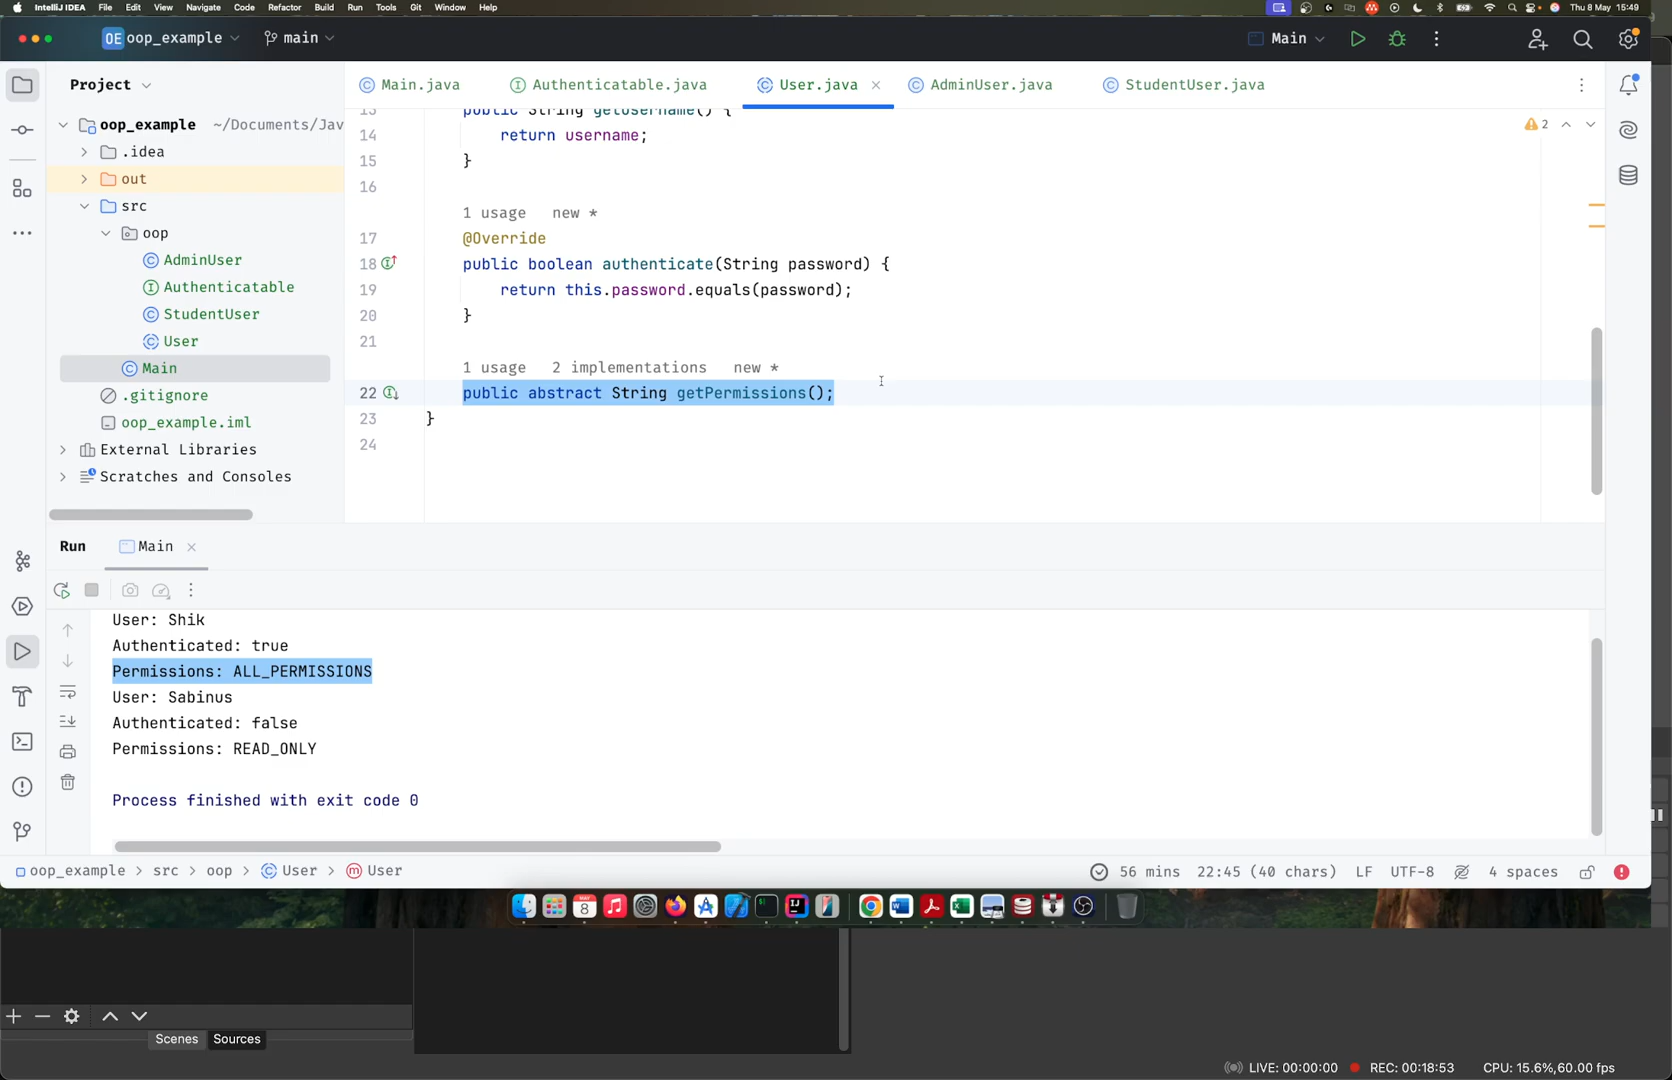 IntelliJ IDEA File Edit View Navigate Code Refactor Build Run Tools Git Window Help Thu 8 May 15:49
OE oop_example main Main
Project
Main.java Authenticatable.java User.java AdminUser.java StudentUser.java
oop_example ~/Documents/Jav
.idea
out
src
oop
AdminUser
Authenticatable
StudentUser
User
Main
.gitignore
oop_example.iml
External Libraries
Scratches and Consoles
2
13 public String getUsername() {
14 return username;
15 }
16
1 usage new *
17 @Override
18 public boolean authenticate(String password) {
19 return this.password.equals(password);
20 }
21
1 usage 2 implementations new *
22 public abstract String getPermissions();
23 }
24
Run Main
User: Shik
Authenticated: true
Permissions: ALL_PERMISSIONS
User: Sabinus
Authenticated: false
Permissions: READ_ONLY
Process finished with exit code 0
oop_example > src > oop > User > User 56 mins 22:45 (40 chars) LF UTF-8 4 spaces
MAY
8
Scenes Sources
LIVE: 00:00:00 REC: 00:18:53 CPU: 15.6%,60.00 fps